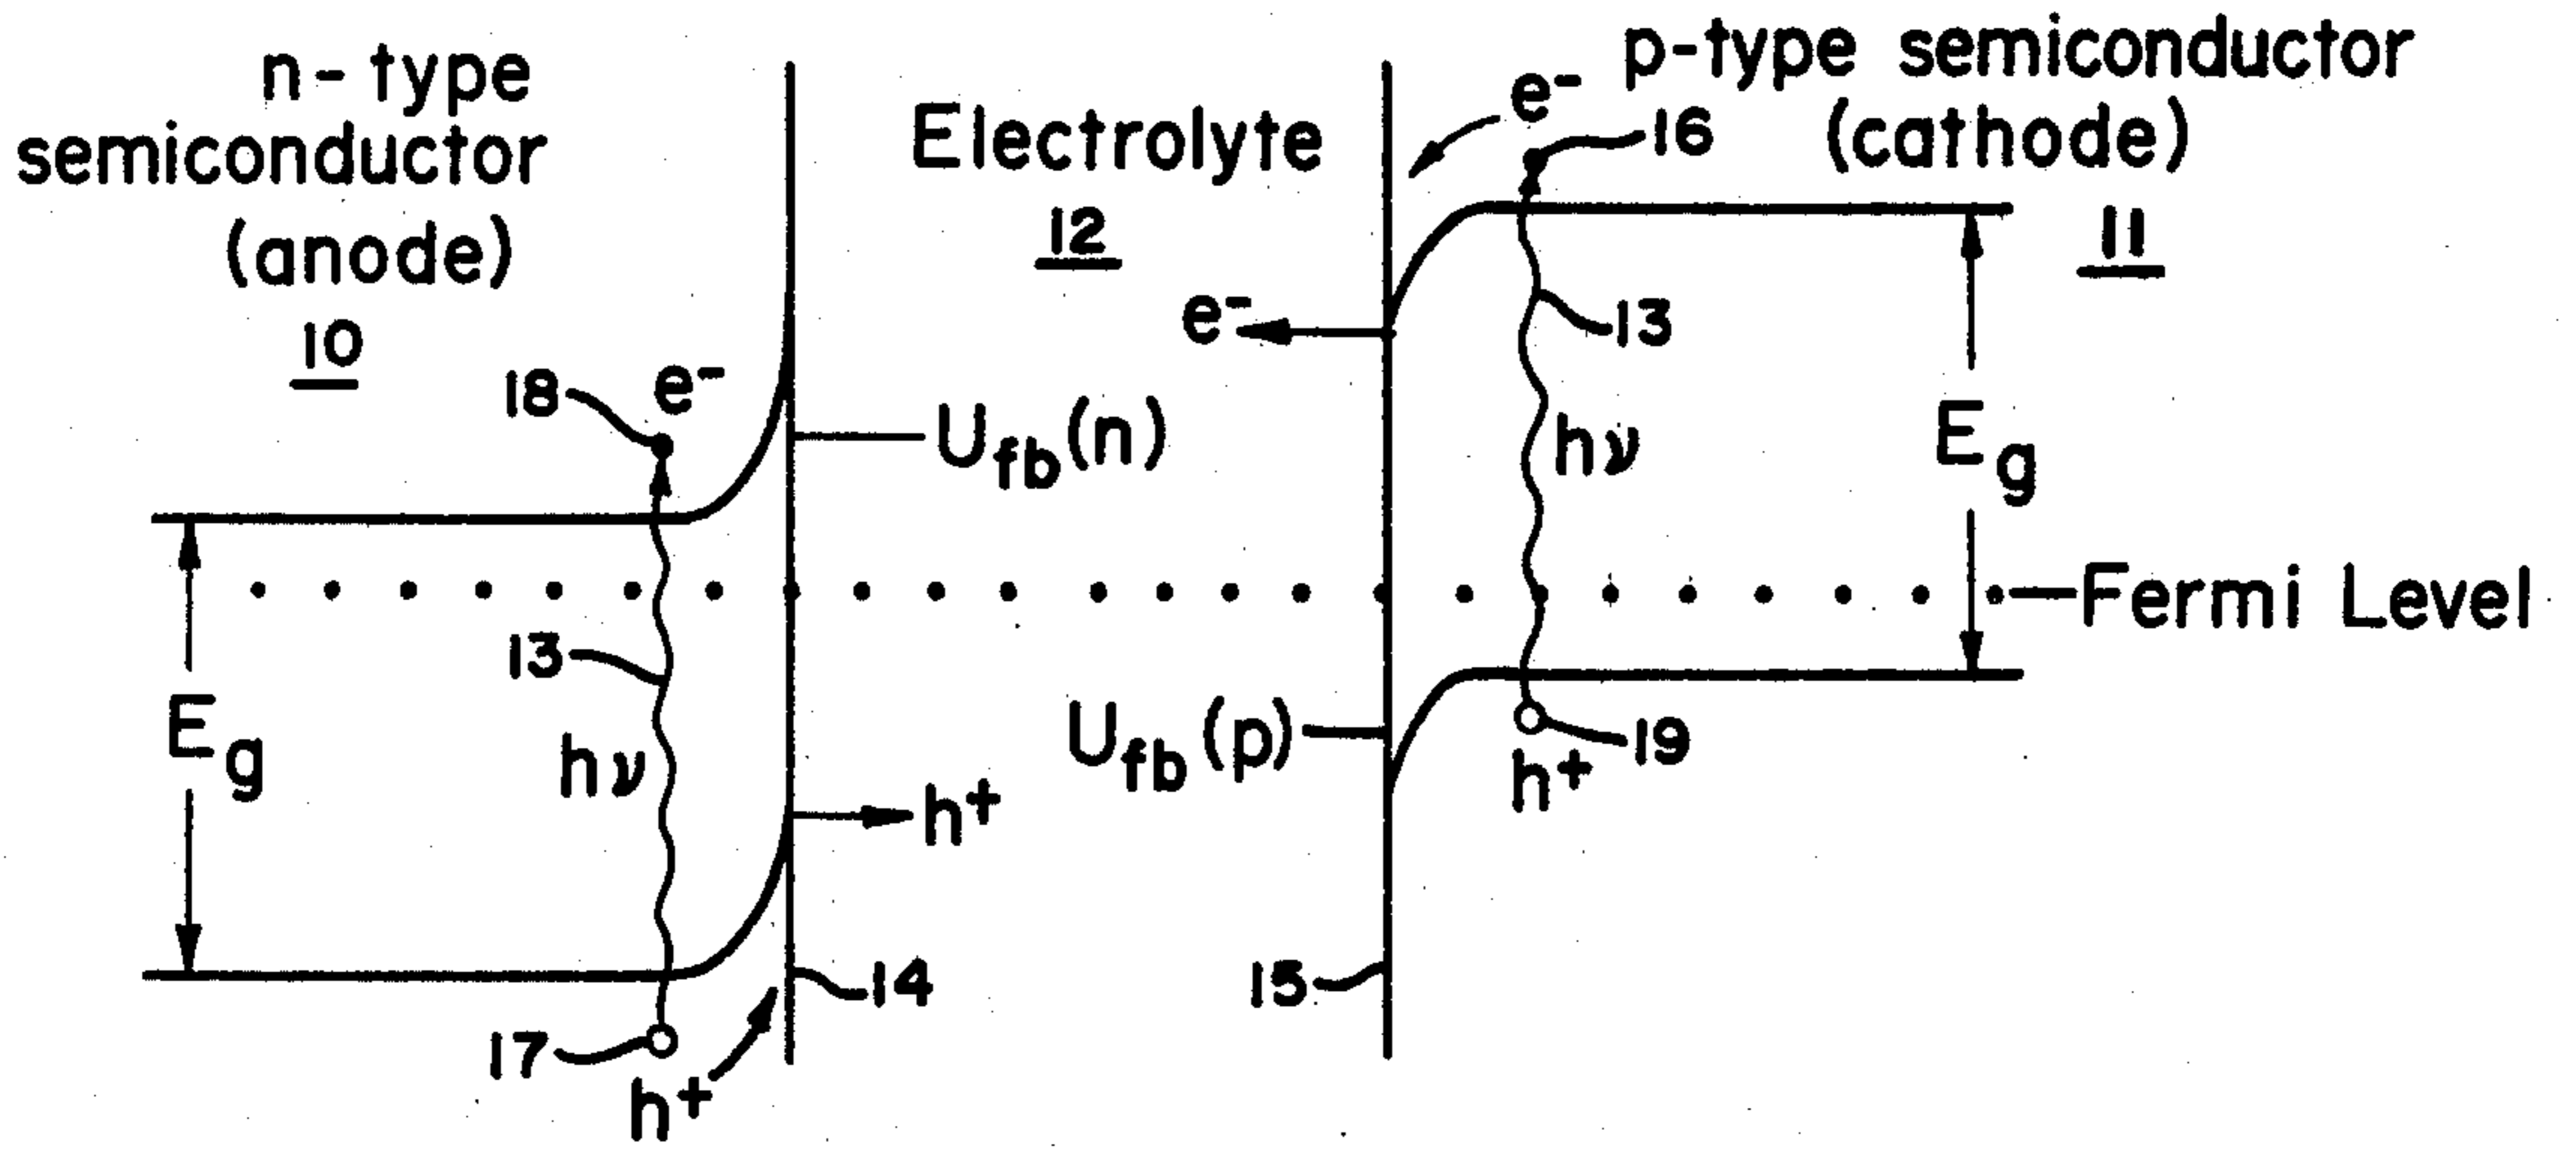 n-type
semiconductor
(anode)
10
Electrolyte
12
p-type semiconductor
(cathode)
11
e-
16
e-
13
hν
Eg
18
e-
Ufb(n)
Fermi Level
13
hν
Eg
h+
Ufb(p)
19
h+
14
15
17
h+